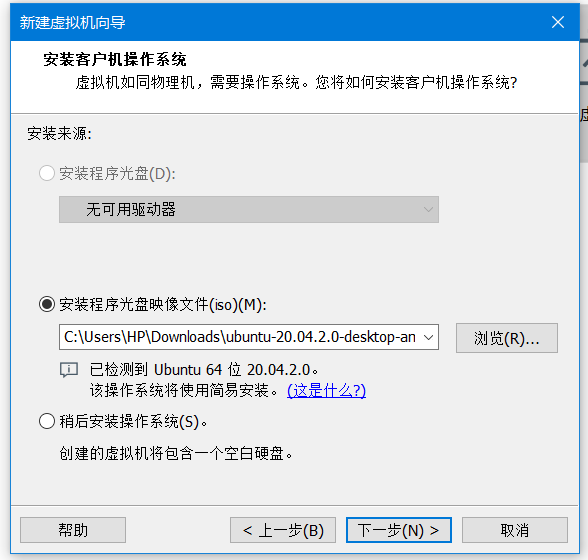 新建虚拟机向导
安装客户机操作系统
虚拟机如同物理机，需要操作系统。您将如何安装客户机操作系统?
安装来源:
安装程序光盘(D):
无可用驱动器
安装程序光盘映像文件(iso)(M):
C:\Users\HP\Downloads\ubuntu-20.04.2.0-desktop-an
浏览(R)...
已检测到 Ubuntu 64 位 20.04.2.0。
该操作系统将使用简易安装。(这是什么?)
稍后安装操作系统(S)。
创建的虚拟机将包含一个空白硬盘。
帮助
< 上一步(B)
下一步(N) >
取消